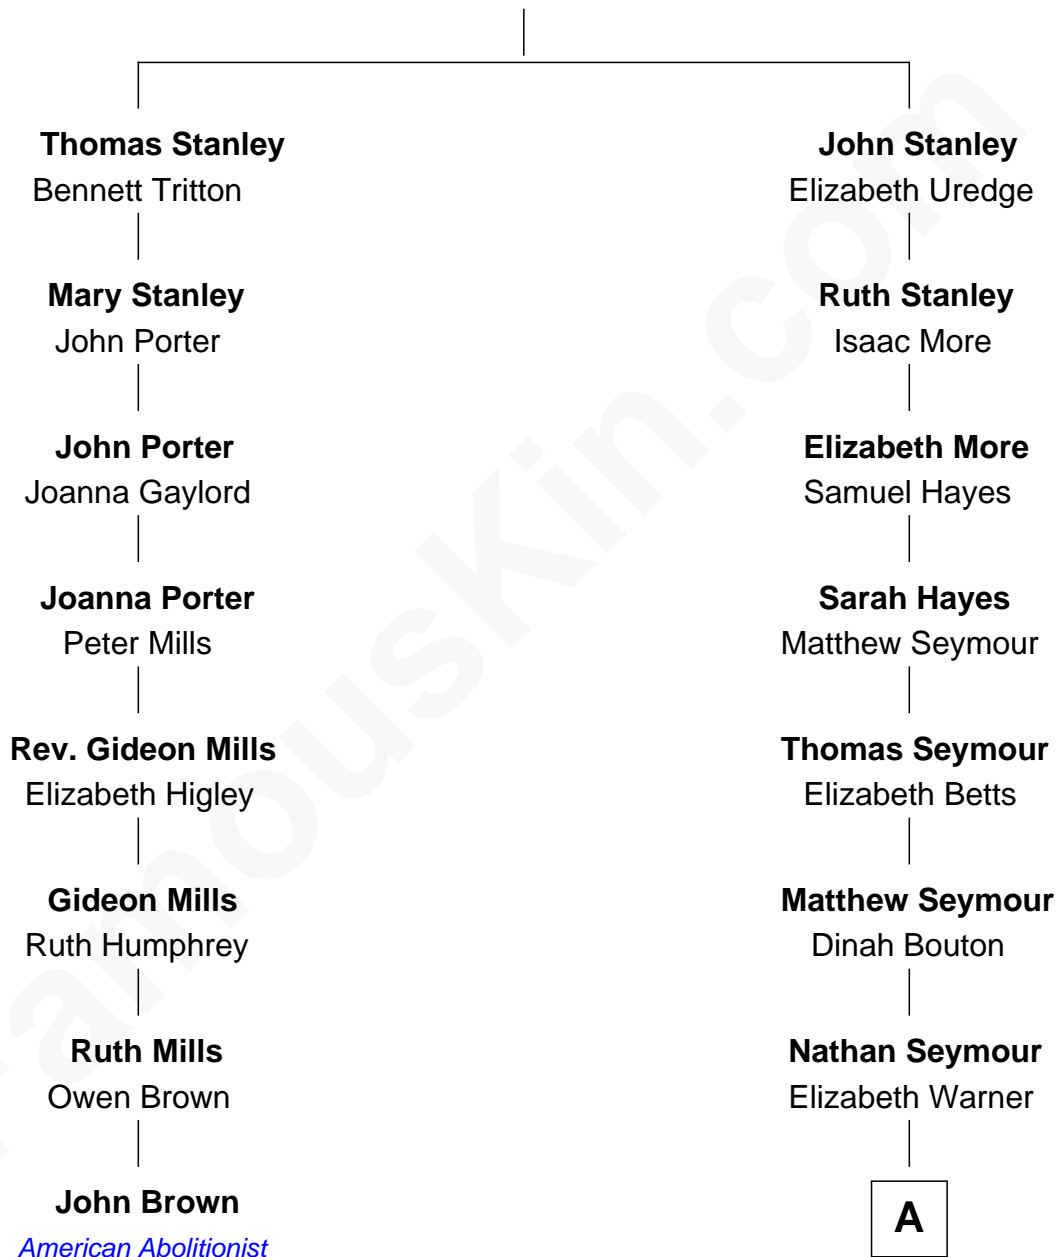 Thomas Stanley
Bennett Tritton
Mary Stanley
John Porter
John Porter
Joanna Gaylord
Joanna Porter
Peter Mills
Rev. Gideon Mills
Elizabeth Higley
Gideon Mills
Ruth Humphrey
Ruth Mills
Owen Brown
John Brown
American Abolitionist
John Stanley
Elizabeth Uredge
Ruth Stanley
Isaac More
Elizabeth More
Samuel Hayes
Sarah Hayes
Matthew Seymour
Thomas Seymour
Elizabeth Betts
Matthew Seymour
Dinah Bouton
Nathan Seymour
Elizabeth Warner
A
FamousKin.com